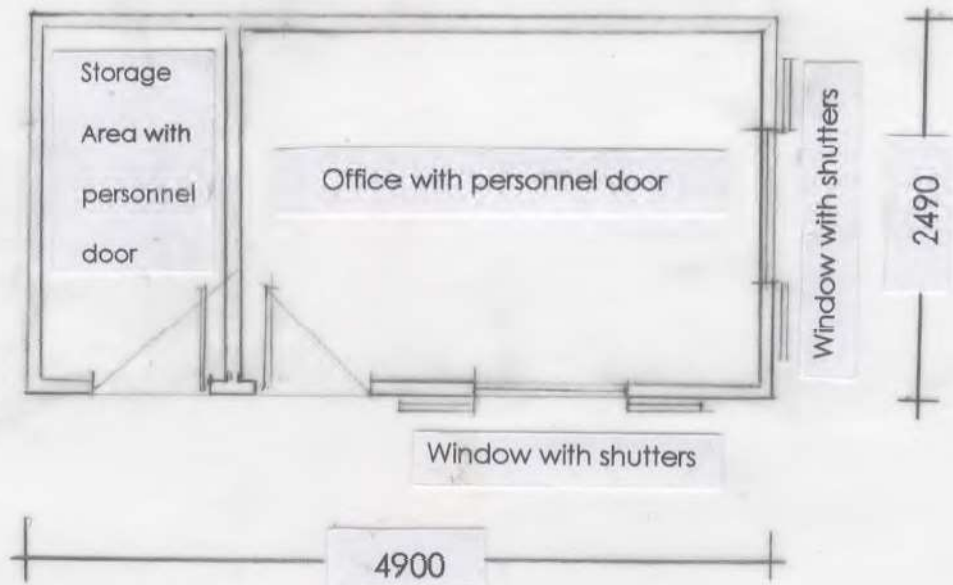 Storage
Area with
personnel
door
Office with personnel door
Window with shutters
2490
Window with shutters
4900